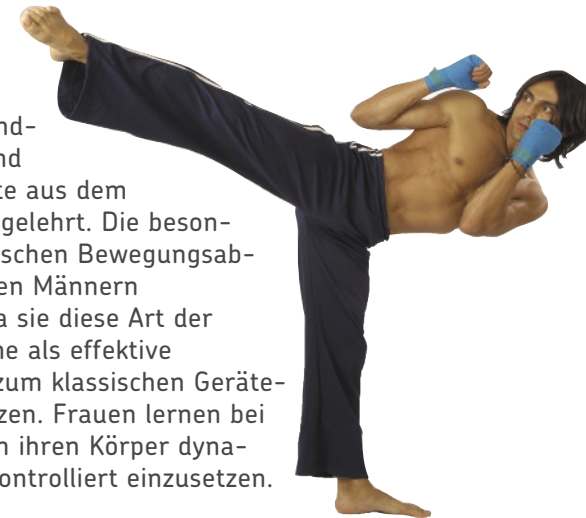 nd-
nd
te aus dem
gelehrt. Die beson-
schen Bewegungsab-
en Männern
a sie diese Art der
ne als effektive
zum klassischen Geräte-
zen. Frauen lernen bei
n ihren Körper dyna-
ontrolliert einzusetzen.